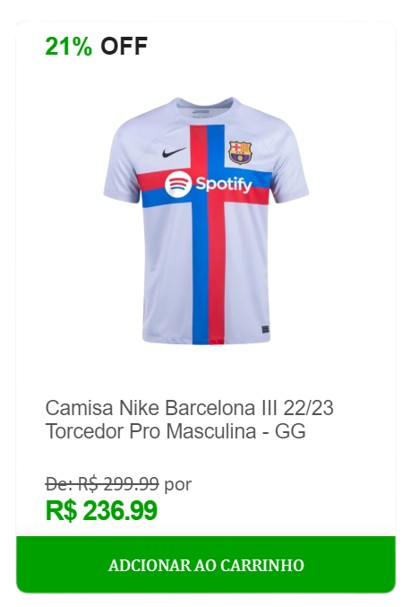 21% OFF
Spotify
Camisa Nike Barcelona III 22/23
Torcedor Pro Masculina - GG
De: R$ 299.99 por
R$ 236.99
ADCIONAR AO CARRINHO